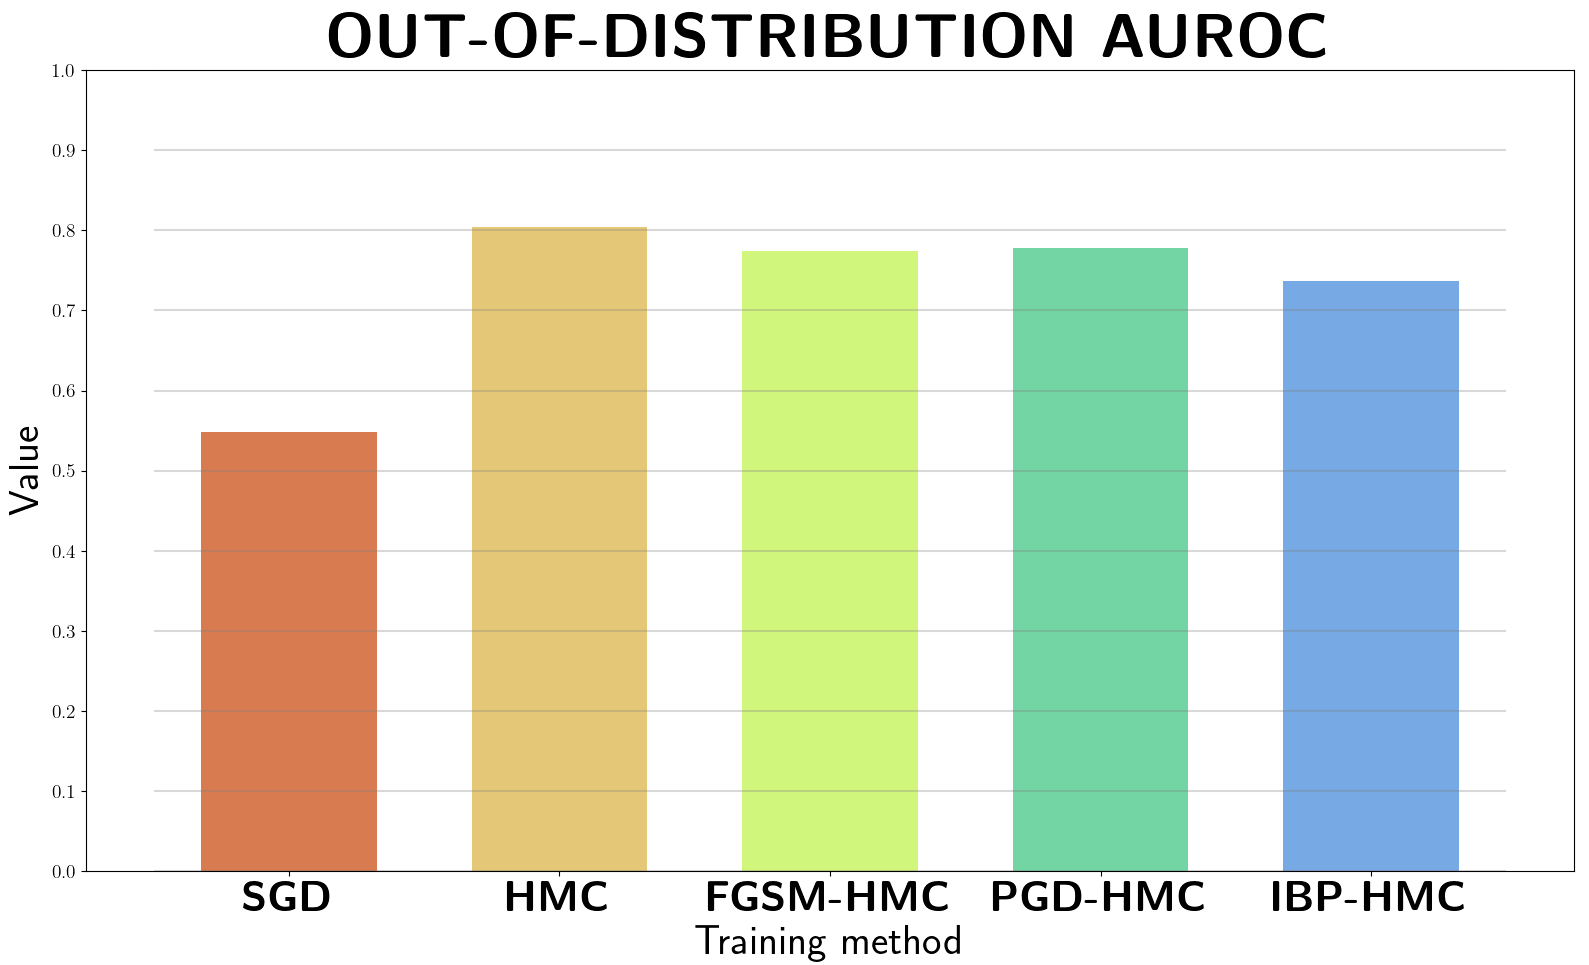 OUT-OF-DISTRIBUTION AUROC
1.0
0.9
0.8
0.7
0.6
0.5
0.4
0.3
0.2
0.1
0.0
Value
SGD HMC FGSM-HMC PGD-HMC IBP-HMC
Training method